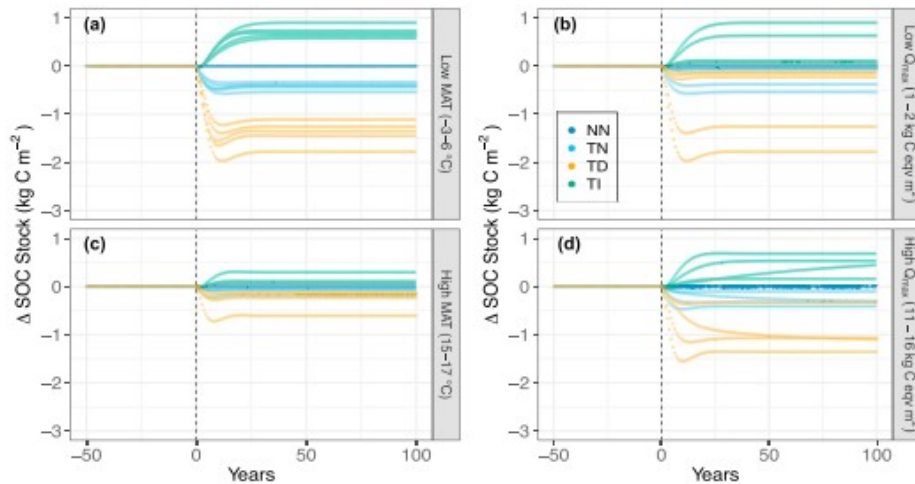 (a)
(b)
1
0
−1
−2
−3
1
0
−1
−2
−3
Δ SOC Stock (kg C m⁻²)
Low MAT (−3−6 °C)
Δ SOC Stock (kg C m⁻²)
NN
TN
TD
TI
Low Qmax (1 − 2 kg C eqv m⁻)
(c)
(d)
1
0
−1
−2
−3
1
0
−1
−2
−3
Δ SOC Stock (kg C m⁻²)
High MAT (15−17 °C)
Δ SOC Stock (kg C m⁻²)
High Qmax (11 − 16 kg C eqv m⁻)
−50
0
50
100
−50
0
50
100
Years
Years